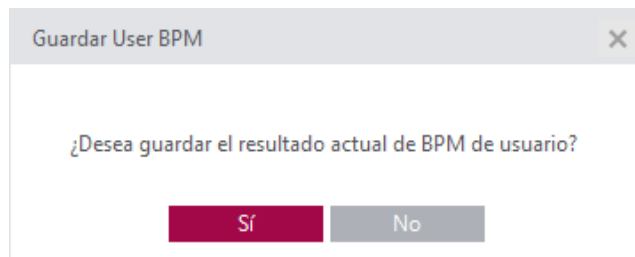 Guardar User BPM
¿Desea guardar el resultado actual de BPM de usuario?
Sí No